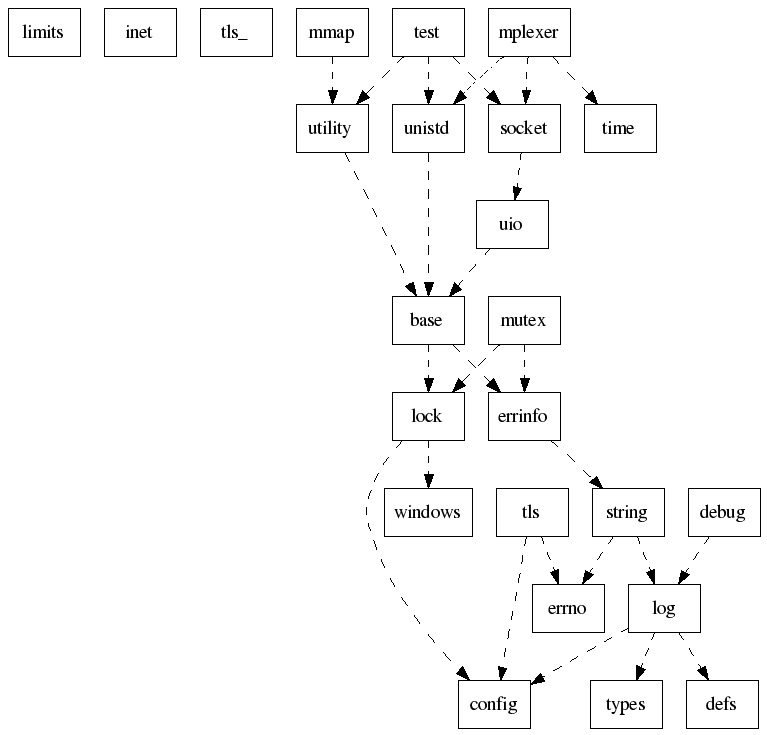 limits
inet
tls_
mmap
test
mplexer
utility
unistd
socket
time
uio
base
mutex
lock
errinfo
windows
tls
string
debug
errno
log
config
types
defs